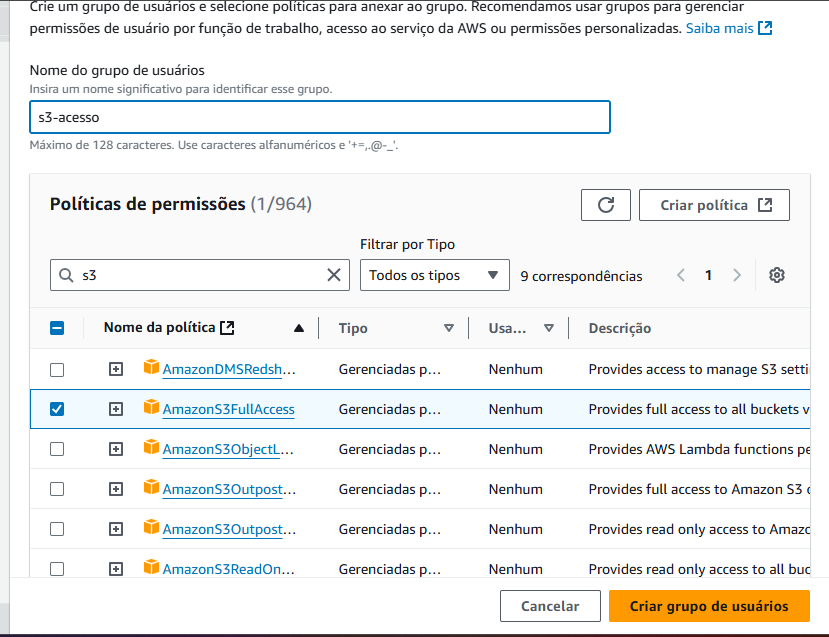 Crie um grupo de usuários e selecione políticas para anexar ao grupo. Recomendamos usar grupos para gerenciar
permissões de usuário por função de trabalho, acesso ao serviço da AWS ou permissões personalizadas. Saiba mais
Nome do grupo de usuários
Insira um nome significativo para identificar esse grupo.
s3-acesso
Máximo de 128 caracteres. Use caracteres alfanuméricos e '+=,.@-_'.
Políticas de permissões (1/964)
Criar política
Filtrar por Tipo
s3
Todos os tipos
9 correspondências
1
Nome da política Tipo Usa... Descrição
AmazonDMSRedsh... Gerenciadas p... Nenhum Provides access to manage S3 setti
AmazonS3FullAccess Gerenciadas p... Nenhum Provides full access to all buckets v
AmazonS3ObjectL... Gerenciadas p... Nenhum Provides AWS Lambda functions pe
AmazonS3Outpost... Gerenciadas p... Nenhum Provides full access to Amazon S3 o
AmazonS3Outpost... Gerenciadas p... Nenhum Provides read only access to Amazo
AmazonS3ReadOn... Gerenciadas p... Nenhum Provides read only access to all buc
Cancelar
Criar grupo de usuários